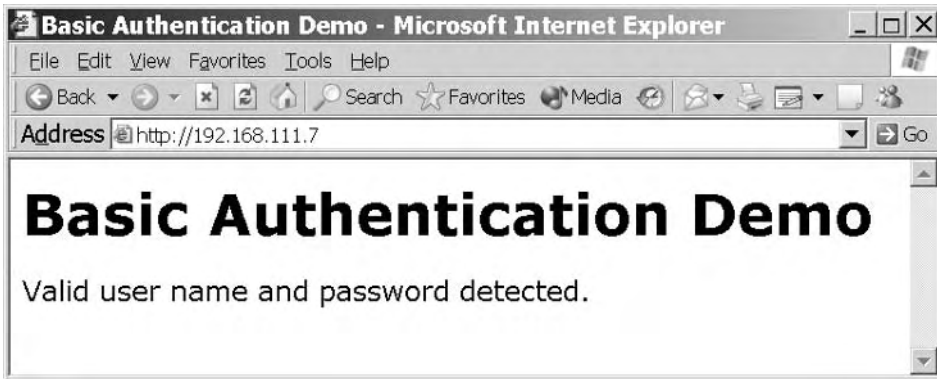 Basic Authentication Demo - Microsoft Internet Explorer
File Edit View Favorites Tools Help
Back Search Favorites Media
Address http://192.168.111.7 Go
Basic Authentication Demo
Valid user name and password detected.